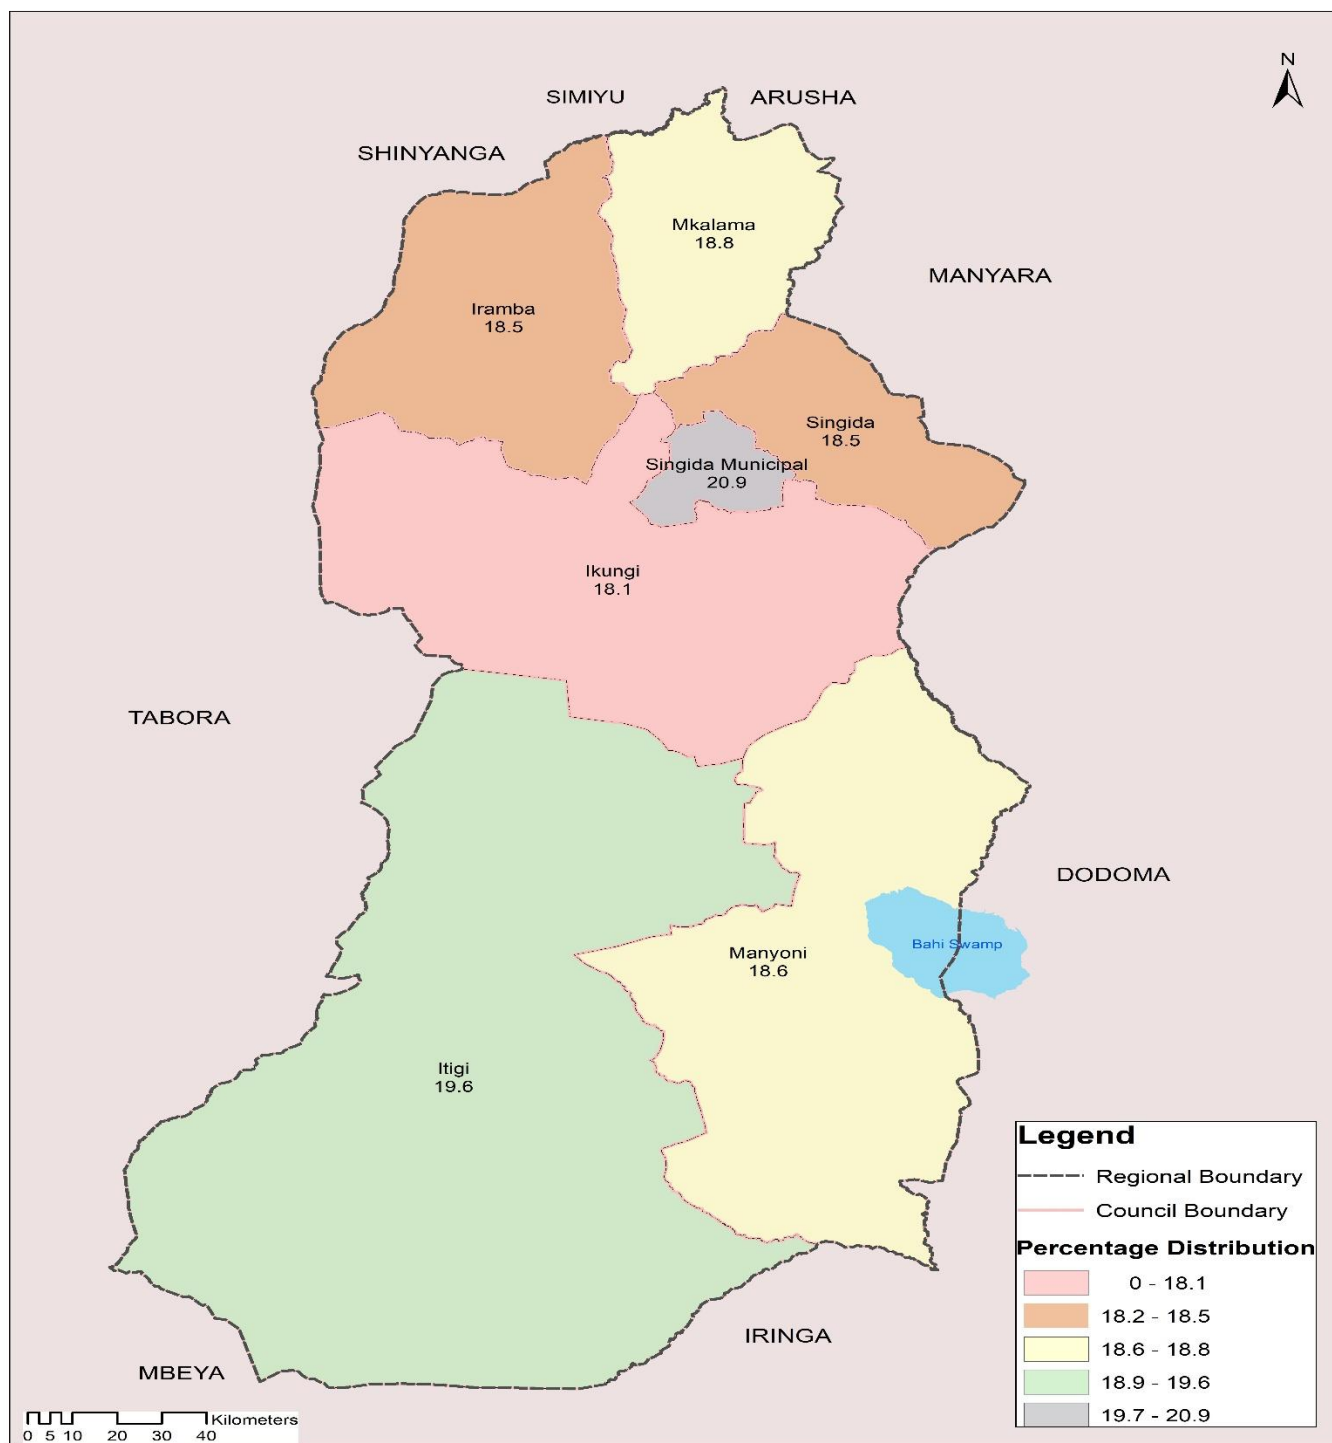 N
SIMIYU
ARUSHA
SHINYANGA
Mkalama
18.8
MANYARA
Iramba
18.5
Singida
18.5
Singida Municipal
20.9
Ikungi
18.1
TABORA
DODOMA
Bahi Swamp
Manyoni
18.6
Itigi
19.6
IRINGA
MBEYA
Legend
Regional Boundary
Council Boundary
Percentage Distribution
0 - 18.1
18.2 - 18.5
18.6 - 18.8
18.9 - 19.6
19.7 - 20.9
Kilometers
0 5 10 20 30 40